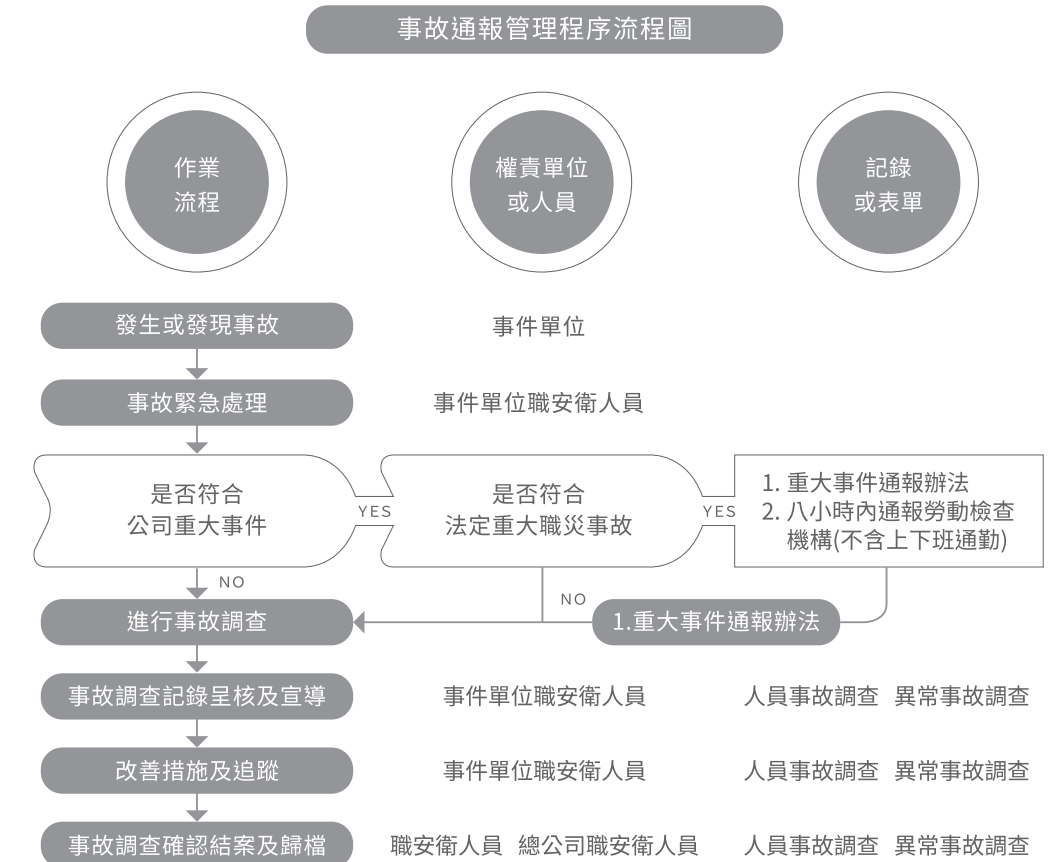 事故通報管理程序流程圖
作業
流程
權責單位
或人員
記錄
或表單
發生或發現事故
事件單位
事故緊急處理
事件單位職安衛人員
是否符合
公司重大事件
YES
是否符合
法定重大職災事故
YES
1. 重大事件通報辦法
2. 八小時內通報勞動檢查
機構(不含上下班通勤)
NO
NO
進行事故調查
1.重大事件通報辦法
事故調查記錄呈核及宣導
事件單位職安衛人員
人員事故調查 異常事故調查
改善措施及追蹤
事件單位職安衛人員
人員事故調查 異常事故調查
事故調查確認結案及歸檔
職安衛人員 總公司職安衛人員
人員事故調查 異常事故調查